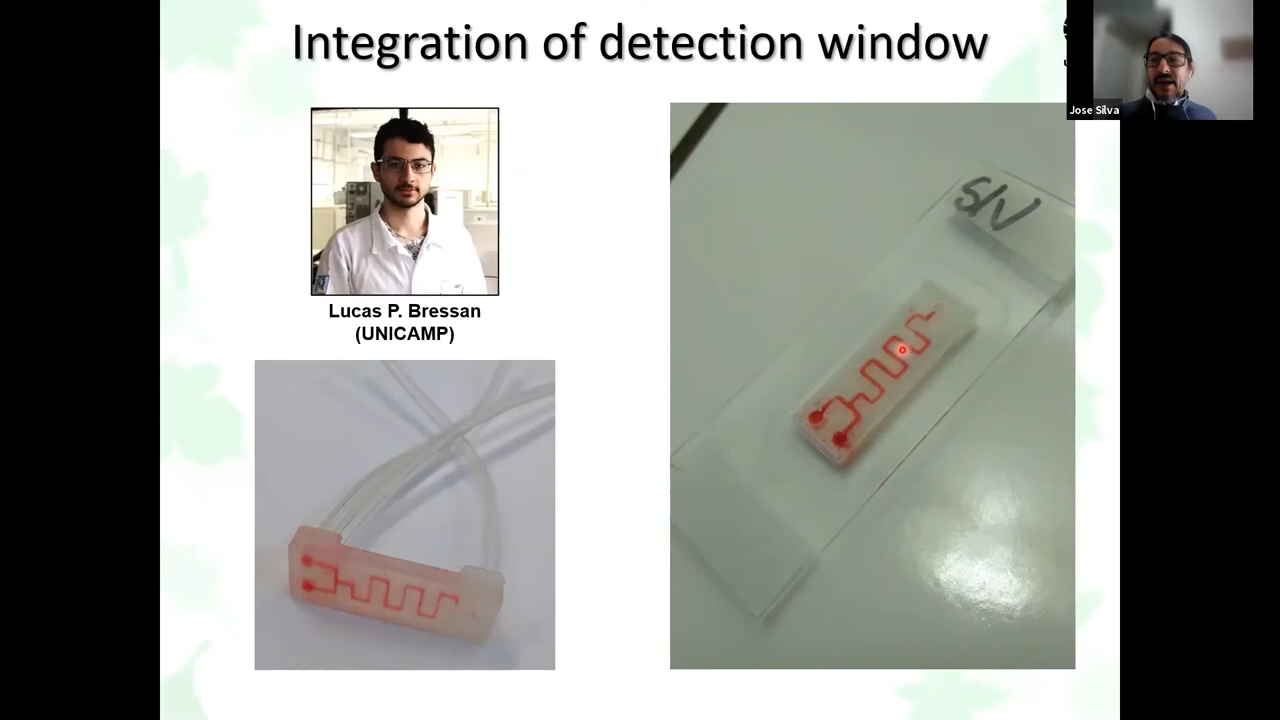 Integration of detection window
Jose Silva
Lucas P. Bressan
(UNICAMP)
S/V